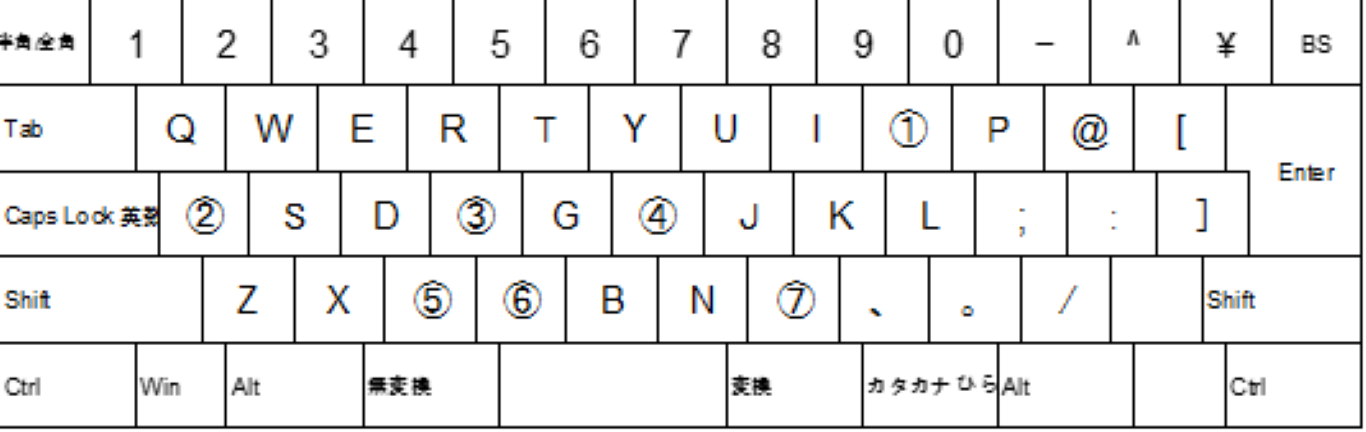 半角全角 1 2 3 4 5 6 7 8 9 0 - ^ ¥ BS
Tab Q W E R T Y U I ① P @ [ Enter
Caps Lock 英数 ② S D ③ G ④ J K L ; : ]
Shift Z X ⑤ ⑥ B N ⑦ 、 。 / Shift
Ctrl Win Alt 無変換 変換 カタカナひら Alt Ctrl